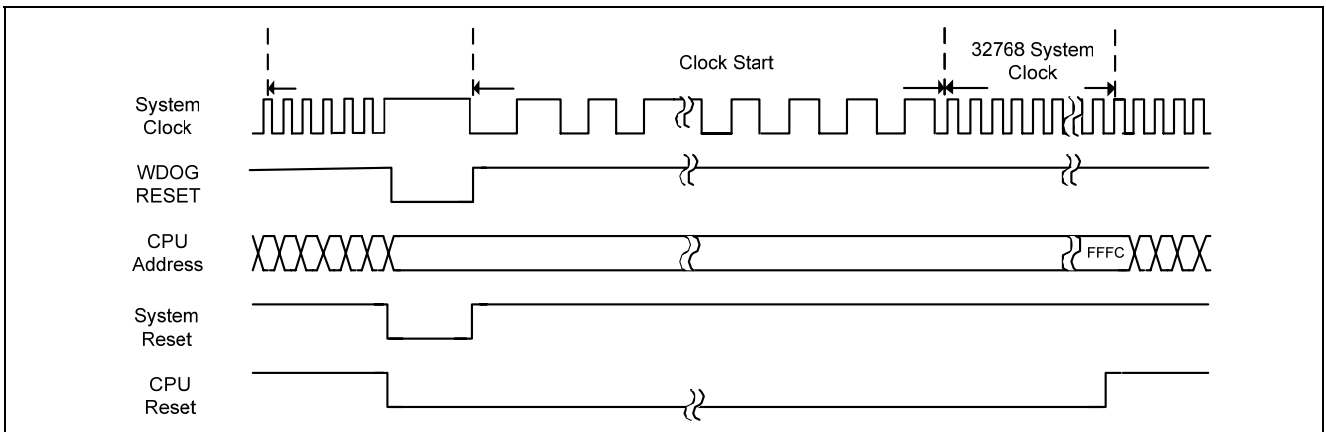 32768 System
Clock
Clock Start
System
Clock
WDOG
RESET
CPU
Address
FFFC
System
Reset
CPU
Reset